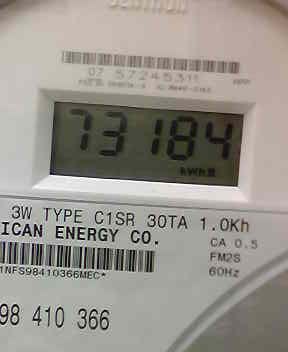 07 57245311
73184
kWh
3W TYPE C1SR 30TA 1.0Kh
ICAN ENERGY CO.
CA 0.5
FM2S
60Hz
1NFS98410366MEC*
98 410 366